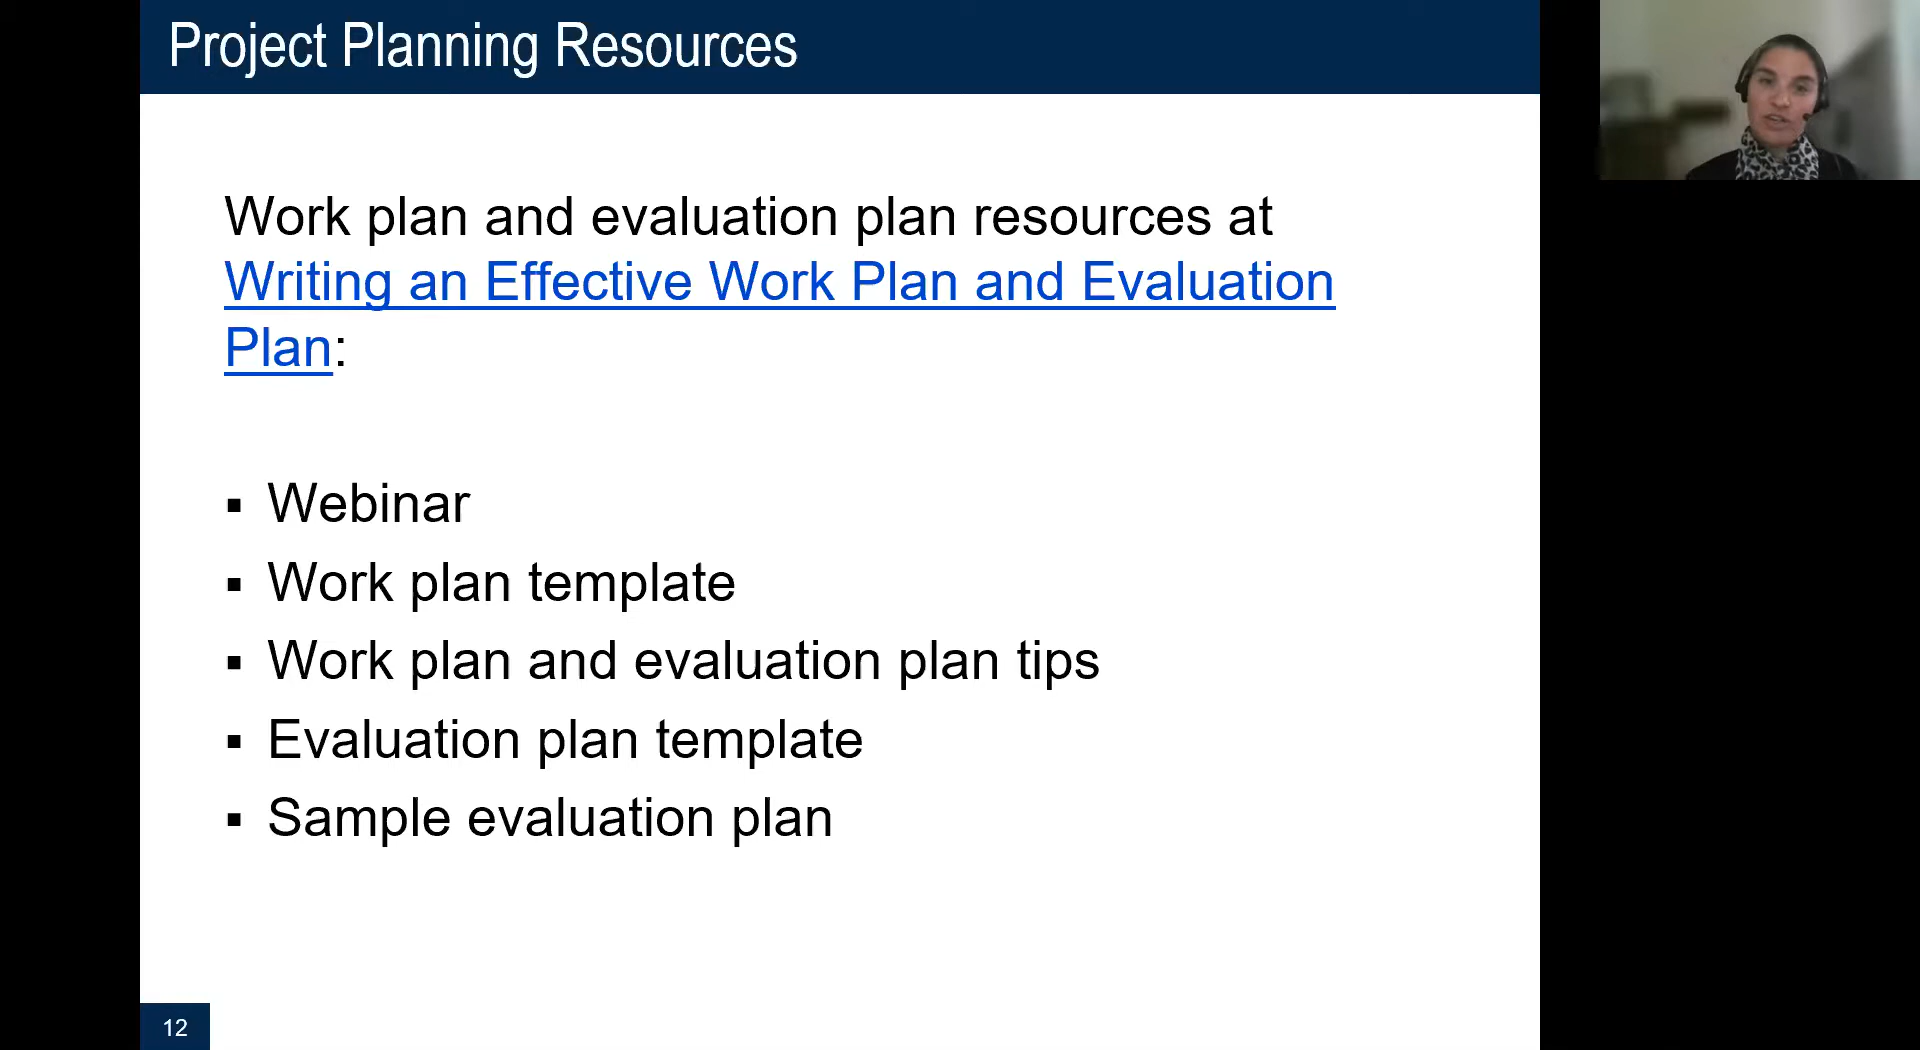 Project Planning Resources
Work plan and evaluation plan resources at
Writing an Effective Work Plan and Evaluation
Plan:
▪ Webinar
▪ Work plan template
▪ Work plan and evaluation plan tips
▪ Evaluation plan template
▪ Sample evaluation plan
12